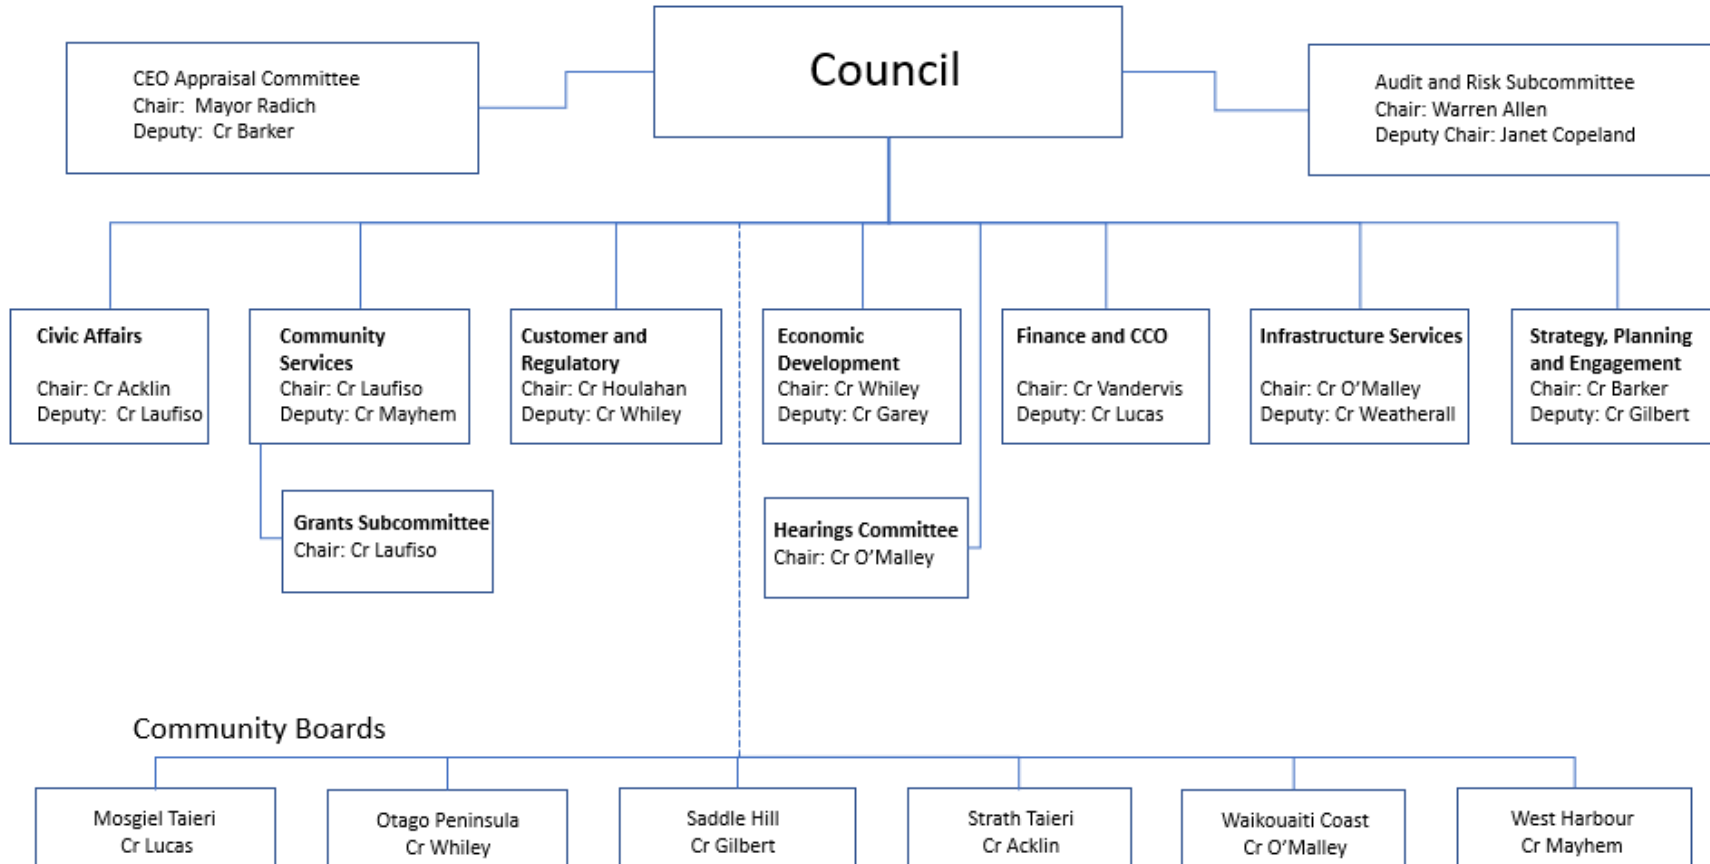 Council
CEO Appraisal Committee
Chair: Mayor Radich
Deputy: Cr Barker
Audit and Risk Subcommittee
Chair: Warren Allen
Deputy Chair: Janet Copeland
Civic Affairs
Chair: Cr Acklin
Deputy: Cr Laufiso
Community
Services
Chair: Cr Laufiso
Deputy: Cr Mayhem
Customer and
Regulatory
Chair: Cr Houlahan
Deputy: Cr Whiley
Economic
Development
Chair: Cr Whiley
Deputy: Cr Garey
Finance and CCO
Chair: Cr Vandervis
Deputy: Cr Lucas
Infrastructure Services
Chair: Cr O’Malley
Deputy: Cr Weatherall
Strategy, Planning
and Engagement
Chair: Cr Barker
Deputy: Cr Gilbert
Grants Subcommittee
Chair: Cr Laufiso
Hearings Committee
Chair: Cr O’Malley
Community Boards
Mosgiel Taieri
Cr Lucas
Otago Peninsula
Cr Whiley
Saddle Hill
Cr Gilbert
Strath Taieri
Cr Acklin
Waikouaiti Coast
Cr O’Malley
West Harbour
Cr Mayhem